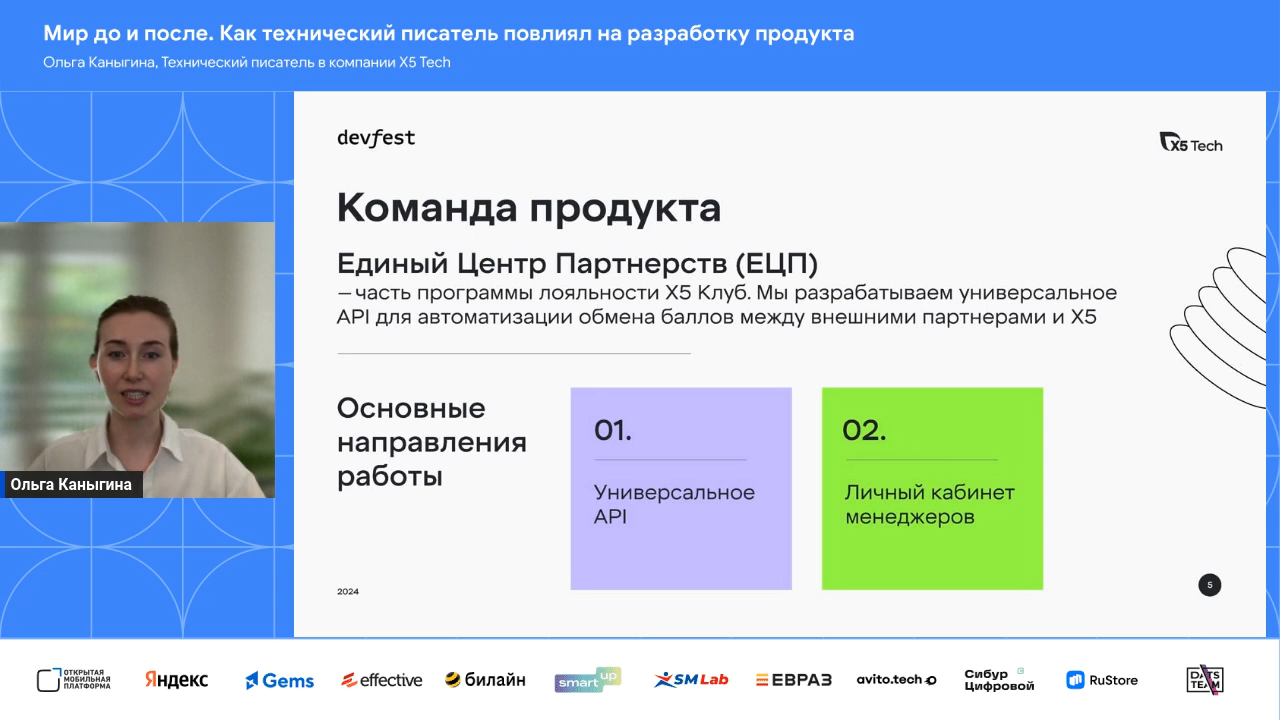 Мир до и после. Как технический писатель повлиял на разработку продукта
Ольга Каныгина, Технический писатель в компании X5 Tech
devfest
X5 Tech
Команда продукта
Единый Центр Партнерств (ЕЦП)
— часть программы лояльности X5 Клуб. Мы разрабатываем универсальное
API для автоматизации обмена баллов между внешними партнерами и X5
Основные
направления
работы
01.
Универсальное
API
02.
Личный кабинет
менеджеров
Ольга Каныгина
2024
5
ОТКРЫТАЯ
МОБИЛЬНАЯ
ПЛАТФОРМА
Яндекс
Gems
effective
билайн
smart up
SM Lab
ЕВРАЗ
avito.tech
Сибур
Цифровой
RuStore
DATS
TEAM